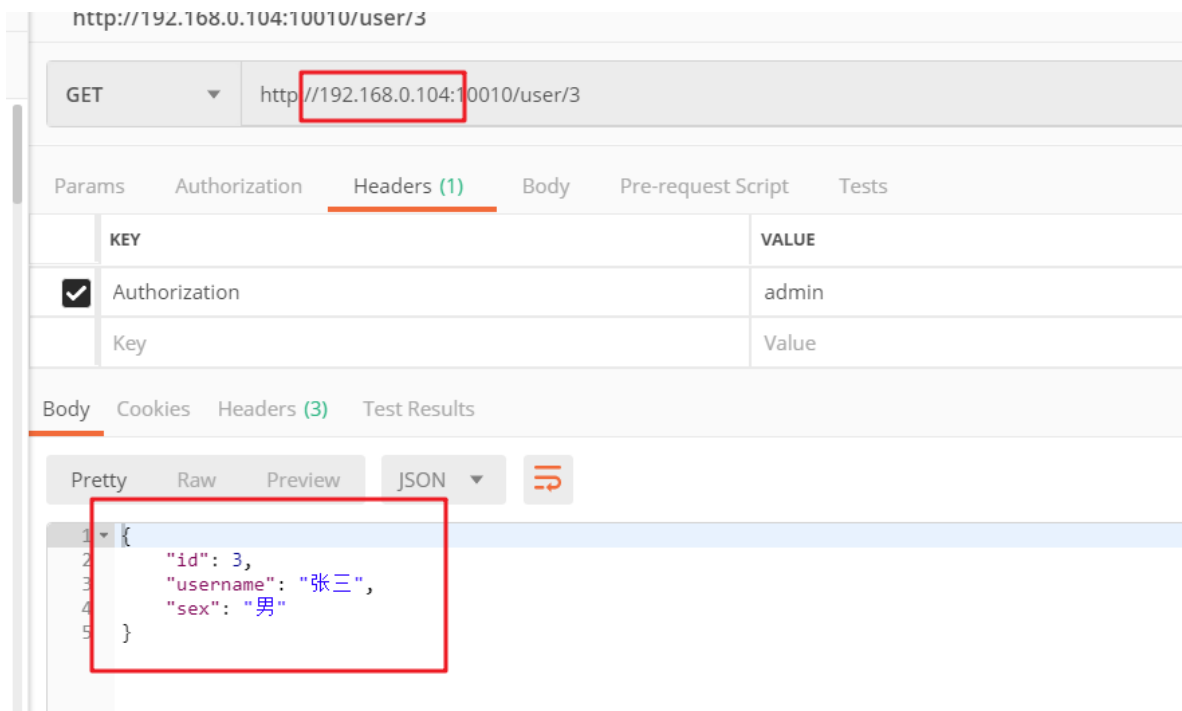 http://192.168.0.104:10010/user/3
GET http://192.168.0.104:10010/user/3
Params Authorization Headers (1) Body Pre-request Script Tests
KEY VALUE
Authorization admin
Key Value
Body Cookies Headers (3) Test Results
Pretty Raw Preview JSON
1 {
2 "id": 3,
3 "username": "张三",
4 "sex": "男"
5 }